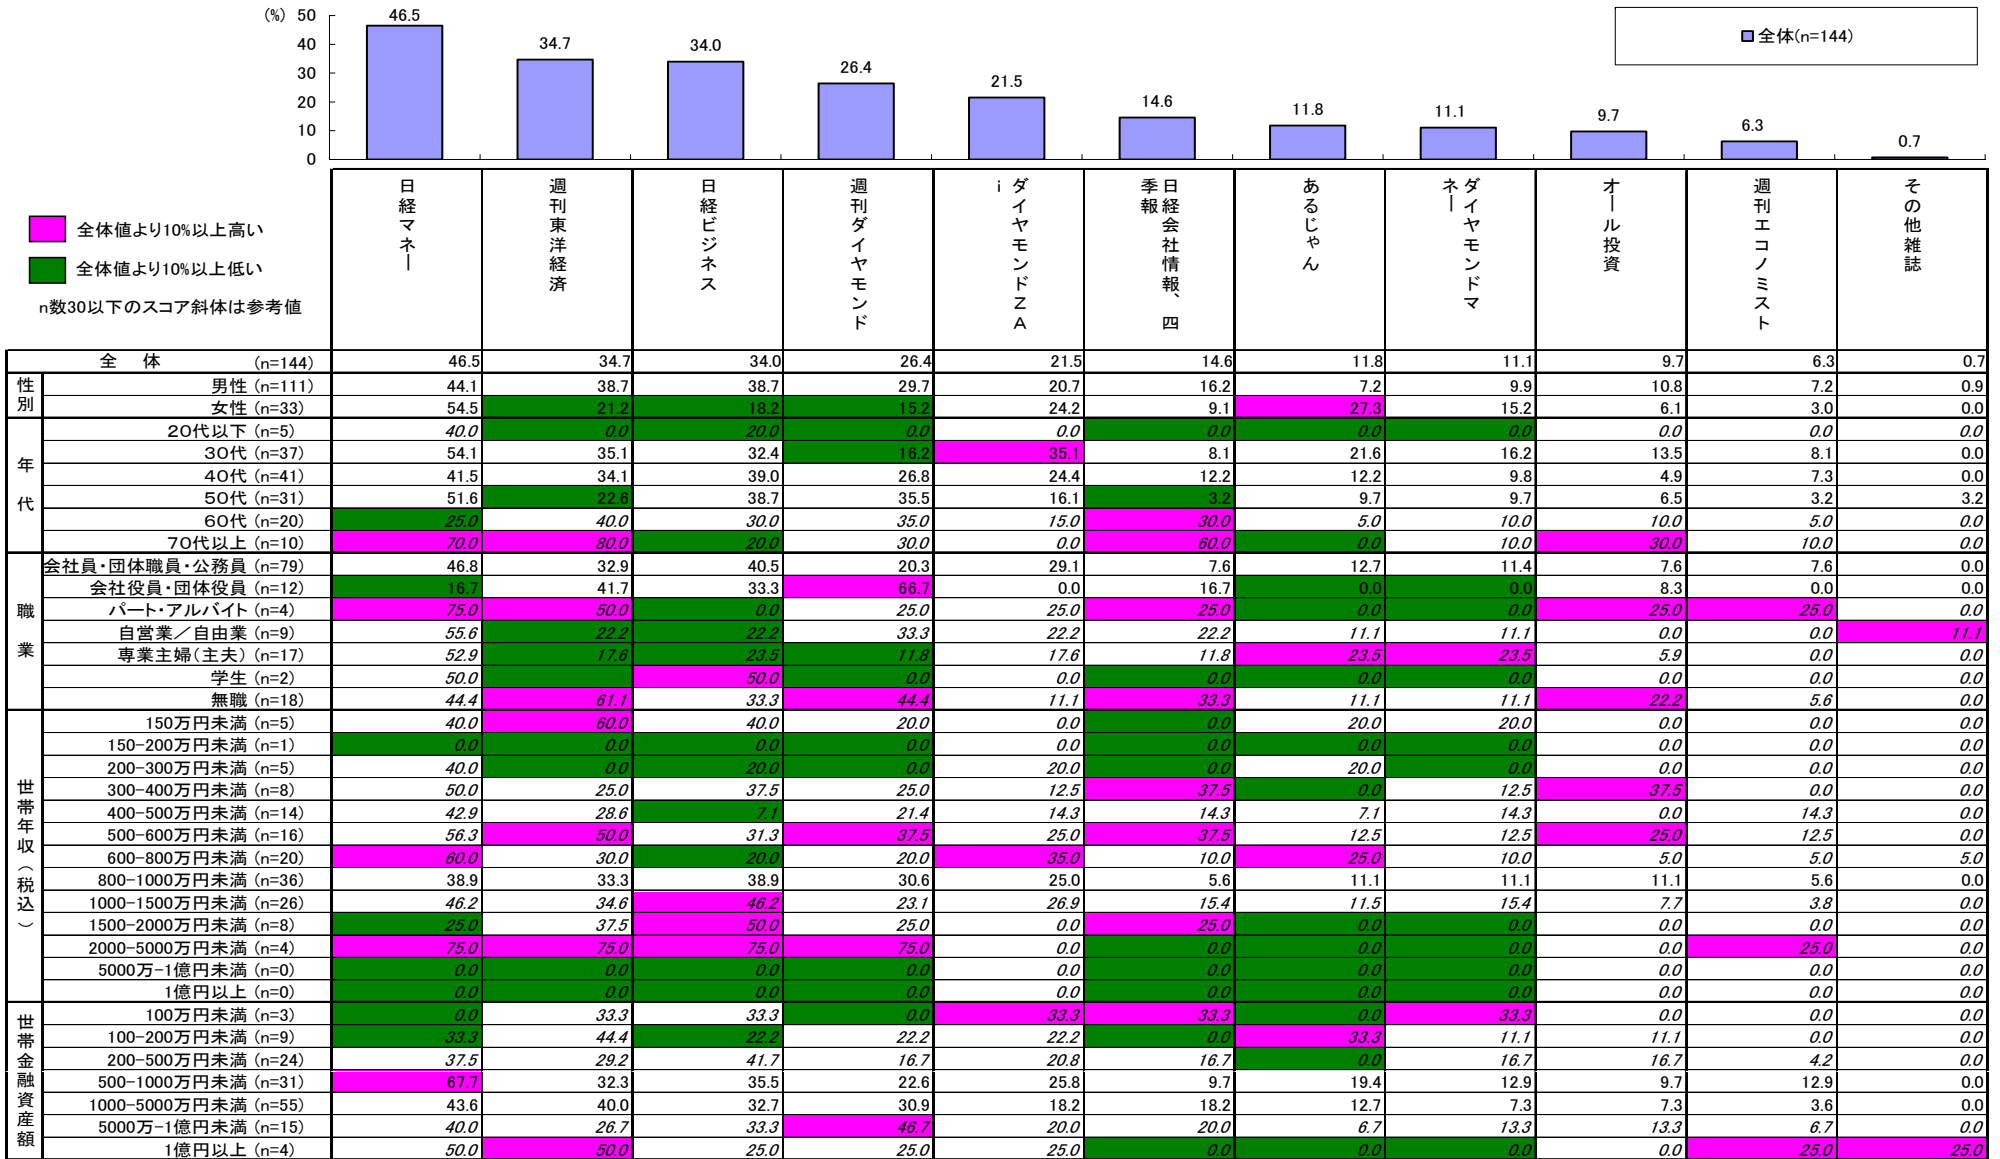 (%)
50
40
30
20
10
0
46.5 34.7 34.0 26.4 21.5 14.6 11.8 11.1 9.7 6.3 0.7
全体(n=144)
全体値より10%以上高い
全体値より10%以上低い
n数30以下のスコア斜体は参考値
日経マネー
週刊東洋経済
日経ビジネス
週刊ダイヤモンド
ダイヤモンドZAi
日経会社情報、四季報
あるじゃん
ダイヤモンドマネー
オール投資
週刊エコノミスト
その他雑誌
全 体 (n=144) 46.5 34.7 34.0 26.4 21.5 14.6 11.8 11.1 9.7 6.3 0.7
性別
男性 (n=111) 44.1 38.7 38.7 29.7 20.7 16.2 7.2 9.9 10.8 7.2 0.9
女性 (n=33) 54.5 21.2 18.2 15.2 24.2 9.1 27.3 15.2 6.1 3.0 0.0
年代
20代以下 (n=5) 40.0 0.0 20.0 0.0 0.0 0.0 0.0 0.0 0.0 0.0 0.0
30代 (n=37) 54.1 35.1 32.4 16.2 35.1 8.1 21.6 16.2 13.5 8.1 0.0
40代 (n=41) 41.5 34.1 39.0 26.8 24.4 12.2 12.2 9.8 4.9 7.3 0.0
50代 (n=31) 51.6 22.6 38.7 35.5 16.1 3.2 9.7 9.7 6.5 3.2 3.2
60代 (n=20) 25.0 40.0 30.0 35.0 15.0 30.0 5.0 10.0 10.0 5.0 0.0
70代以上 (n=10) 70.0 80.0 20.0 30.0 0.0 60.0 0.0 10.0 30.0 10.0 0.0
職業
会社員・団体職員・公務員 (n=79) 46.8 32.9 40.5 20.3 29.1 7.6 12.7 11.4 7.6 7.6 0.0
会社役員・団体役員 (n=12) 16.7 41.7 33.3 66.7 0.0 16.7 0.0 0.0 8.3 0.0 0.0
パート・アルバイト (n=4) 75.0 50.0 0.0 25.0 25.0 25.0 0.0 0.0 25.0 25.0 0.0
自営業／自由業 (n=9) 55.6 22.2 22.2 33.3 22.2 22.2 11.1 11.1 0.0 0.0 11.1
専業主婦(主夫) (n=17) 52.9 17.6 23.5 11.8 17.6 11.8 23.5 23.5 5.9 0.0 0.0
学生 (n=2) 50.0 50.0 0.0 0.0 0.0 0.0 0.0 0.0 0.0 0.0
無職 (n=18) 44.4 61.1 33.3 44.4 11.1 33.3 11.1 11.1 22.2 5.6 0.0
世帯年収(税込)
150万円未満 (n=5) 40.0 60.0 40.0 20.0 0.0 0.0 20.0 20.0 0.0 0.0 0.0
150-200万円未満 (n=1) 0.0 0.0 0.0 0.0 0.0 0.0 0.0 0.0 0.0 0.0 0.0
200-300万円未満 (n=5) 40.0 0.0 20.0 0.0 20.0 0.0 20.0 0.0 0.0 0.0 0.0
300-400万円未満 (n=8) 50.0 25.0 37.5 25.0 12.5 37.5 0.0 12.5 37.5 0.0 0.0
400-500万円未満 (n=14) 42.9 28.6 7.1 21.4 14.3 14.3 7.1 14.3 0.0 14.3 0.0
500-600万円未満 (n=16) 56.3 50.0 31.3 37.5 25.0 37.5 12.5 12.5 25.0 12.5 0.0
600-800万円未満 (n=20) 60.0 30.0 20.0 20.0 35.0 10.0 25.0 10.0 5.0 5.0 5.0
800-1000万円未満 (n=36) 38.9 33.3 38.9 30.6 25.0 5.6 11.1 11.1 11.1 5.6 0.0
1000-1500万円未満 (n=26) 46.2 34.6 46.2 23.1 26.9 15.4 11.5 15.4 7.7 3.8 0.0
1500-2000万円未満 (n=8) 25.0 37.5 50.0 25.0 0.0 25.0 0.0 0.0 0.0 0.0 0.0
2000-5000万円未満 (n=4) 75.0 75.0 75.0 75.0 0.0 0.0 0.0 0.0 0.0 25.0 0.0
5000万-1億円未満 (n=0) 0.0 0.0 0.0 0.0 0.0 0.0 0.0 0.0 0.0 0.0 0.0
1億円以上 (n=0) 0.0 0.0 0.0 0.0 0.0 0.0 0.0 0.0 0.0 0.0 0.0
世帯金融資産額
100万円未満 (n=3) 0.0 33.3 33.3 0.0 33.3 33.3 0.0 33.3 0.0 0.0 0.0
100-200万円未満 (n=9) 33.3 44.4 22.2 22.2 22.2 0.0 33.3 11.1 11.1 0.0 0.0
200-500万円未満 (n=24) 37.5 29.2 41.7 16.7 20.8 16.7 0.0 16.7 16.7 4.2 0.0
500-1000万円未満 (n=31) 67.7 32.3 35.5 22.6 25.8 9.7 19.4 12.9 9.7 12.9 0.0
1000-5000万円未満 (n=55) 43.6 40.0 32.7 30.9 18.2 18.2 12.7 7.3 7.3 3.6 0.0
5000万-1億円未満 (n=15) 40.0 26.7 33.3 46.7 20.0 20.0 6.7 13.3 13.3 6.7 0.0
1億円以上 (n=4) 50.0 50.0 25.0 25.0 25.0 0.0 0.0 0.0 0.0 25.0 25.0